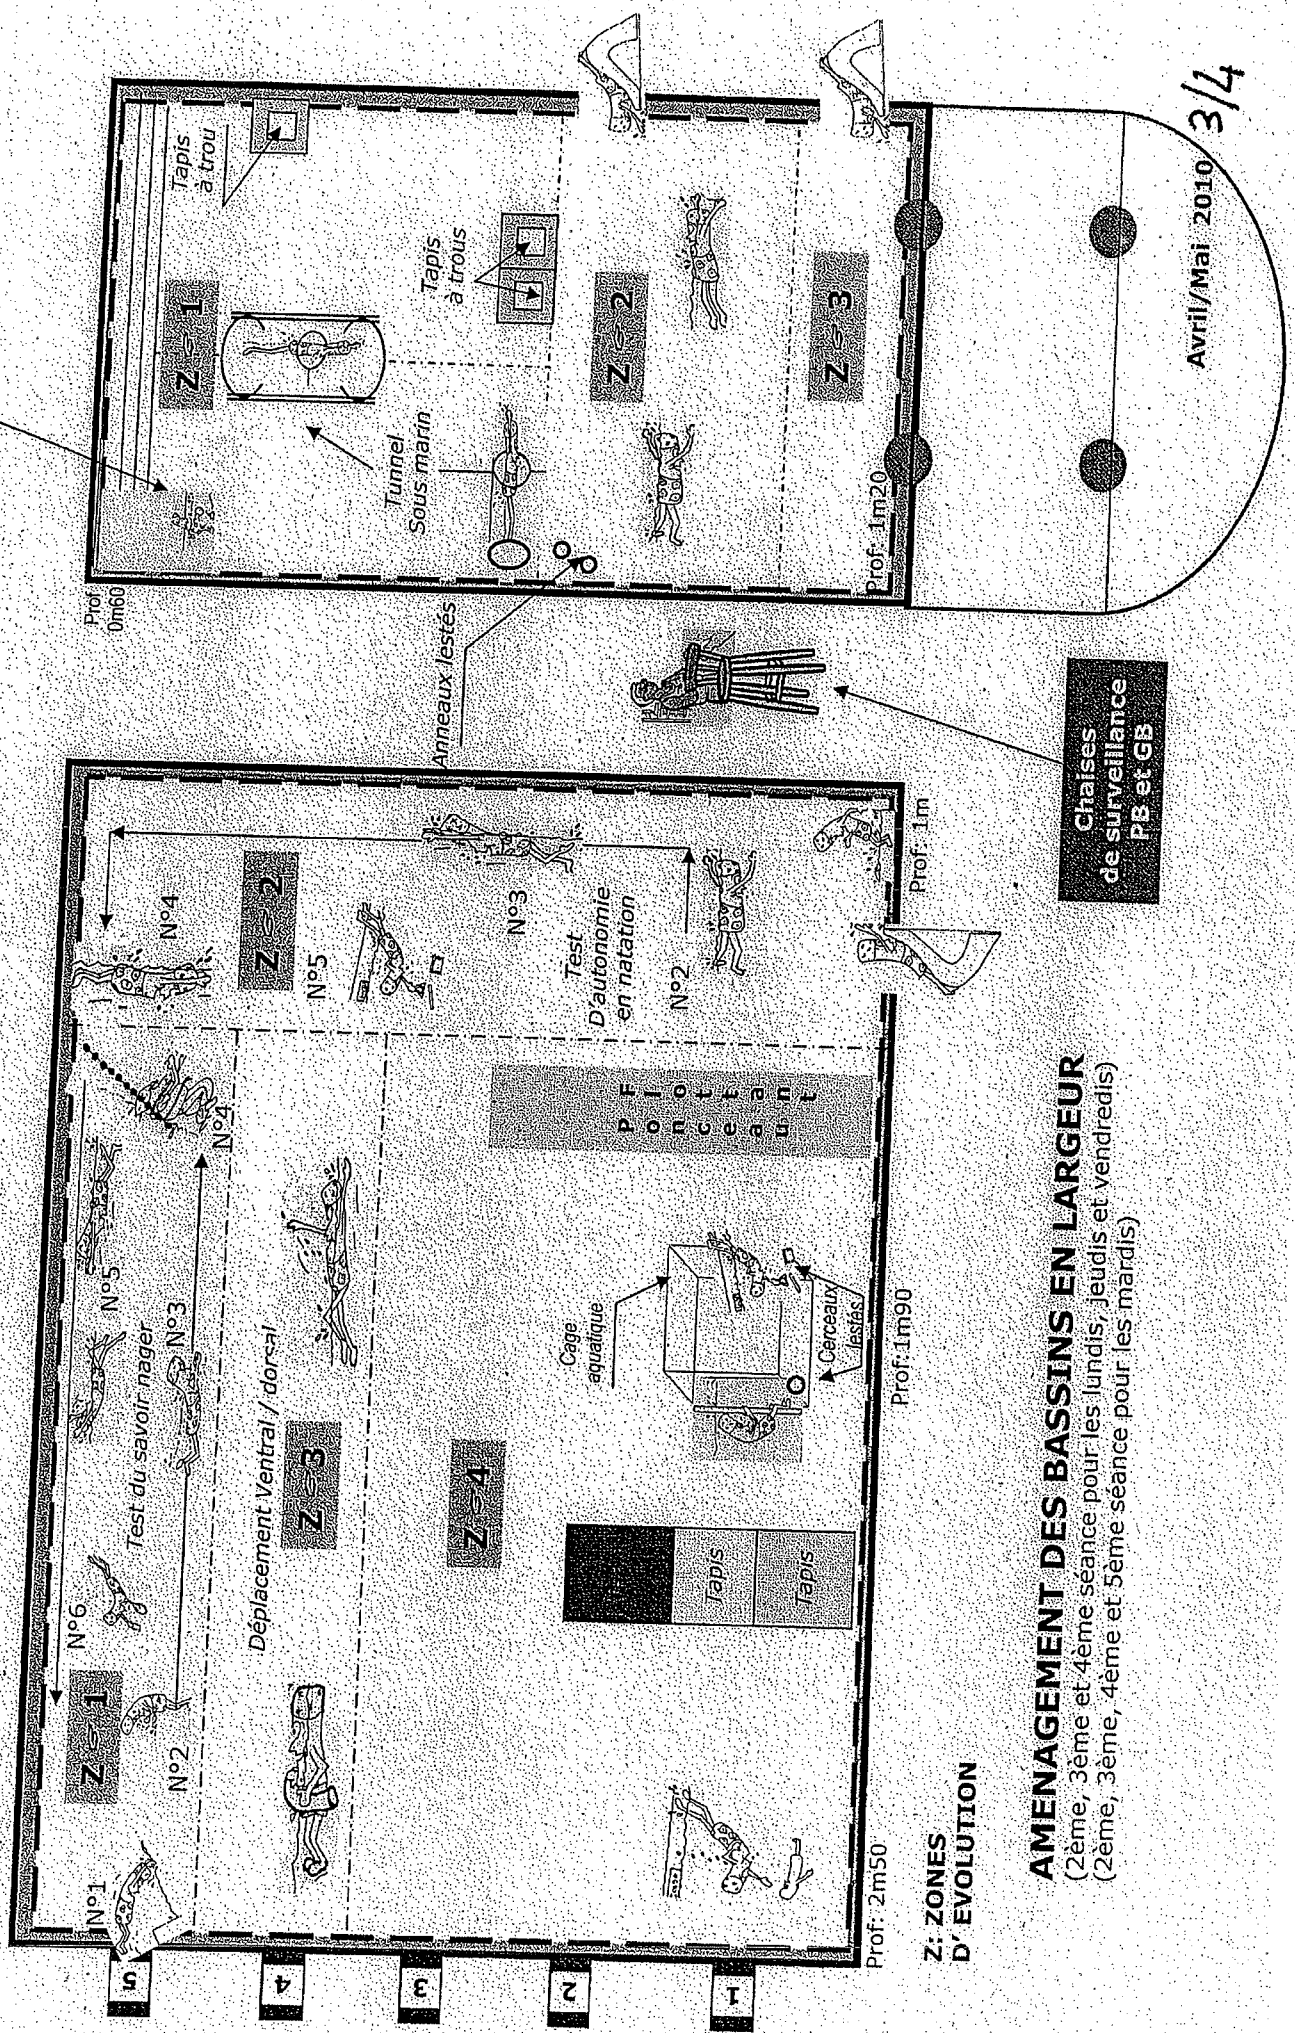 Prof
0m60
Tapis
à trou
Z <=> 1
Tapis
à trous
Tunnel
Sous marin
Anneaux lestés
Z <=> 2
Z <=> 3
Prof: 1m20
Avril/Mai 2010
3/4
Chaises
de surveillance
PB et GB
Z <=> 1
N°1
N°2
N°3
N°4
N°5
N°6
Test du savoir nager
Z <=> 2
N°4
N°5
N°3
N°2
Test
D'autonomie
en natation
Prof: 1m
Z <=> 3
Déplacement Ventral / dorsal
Z <=> 4
Pont
Flottant
Cage
aquatique
Cerceaux
lestés
Prof: 1m90
Tapis
Tapis
Prof: 2m50
5
4
3
2
1
Z: ZONES
D' EVOLUTION
AMENAGEMENT DES BASSINS EN LARGEUR
(2ème, 3ème et 4ème séance pour les lundis, jeudis et vendredis)
(2ème, 3ème, 4ème et 5ème séance pour les mardis)